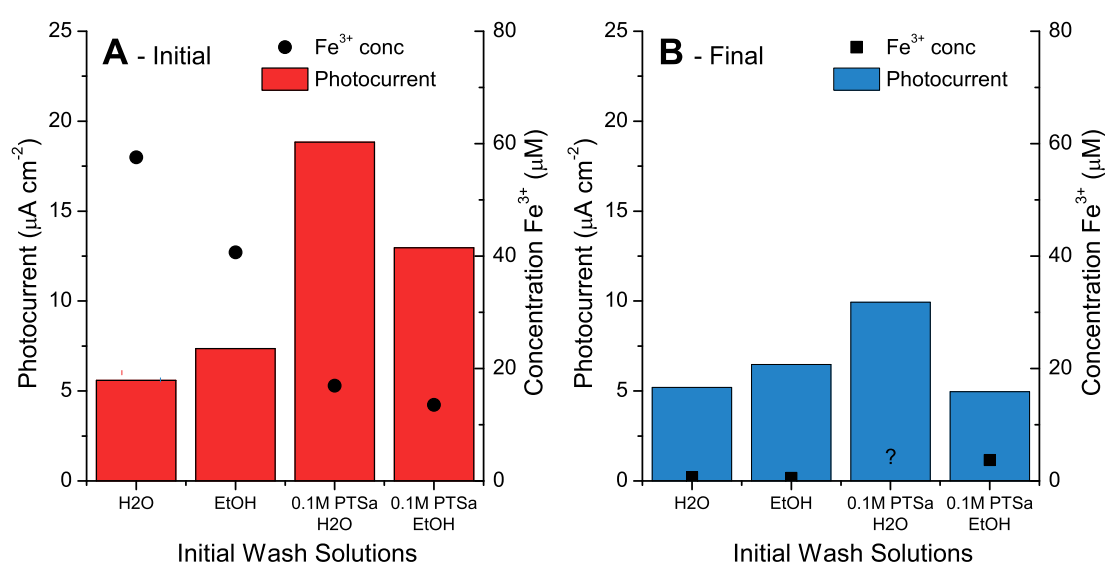 A - Initial
Fe³⁺ conc
Photocurrent
25
20
15
10
5
0
80
60
40
20
0
Photocurrent (μA cm⁻²)
Concentration Fe³⁺ (μM)
H2O
EtOH
0.1M PTSa
H2O
0.1M PTSa
EtOH
Initial Wash Solutions
B - Final
Fe³⁺ conc
Photocurrent
25
20
15
10
5
0
80
60
40
20
0
Photocurrent (μA cm⁻²)
Concentration Fe³⁺ (μM)
?
H2O
EtOH
0.1M PTSa
H2O
0.1M PTSa
EtOH
Initial Wash Solutions